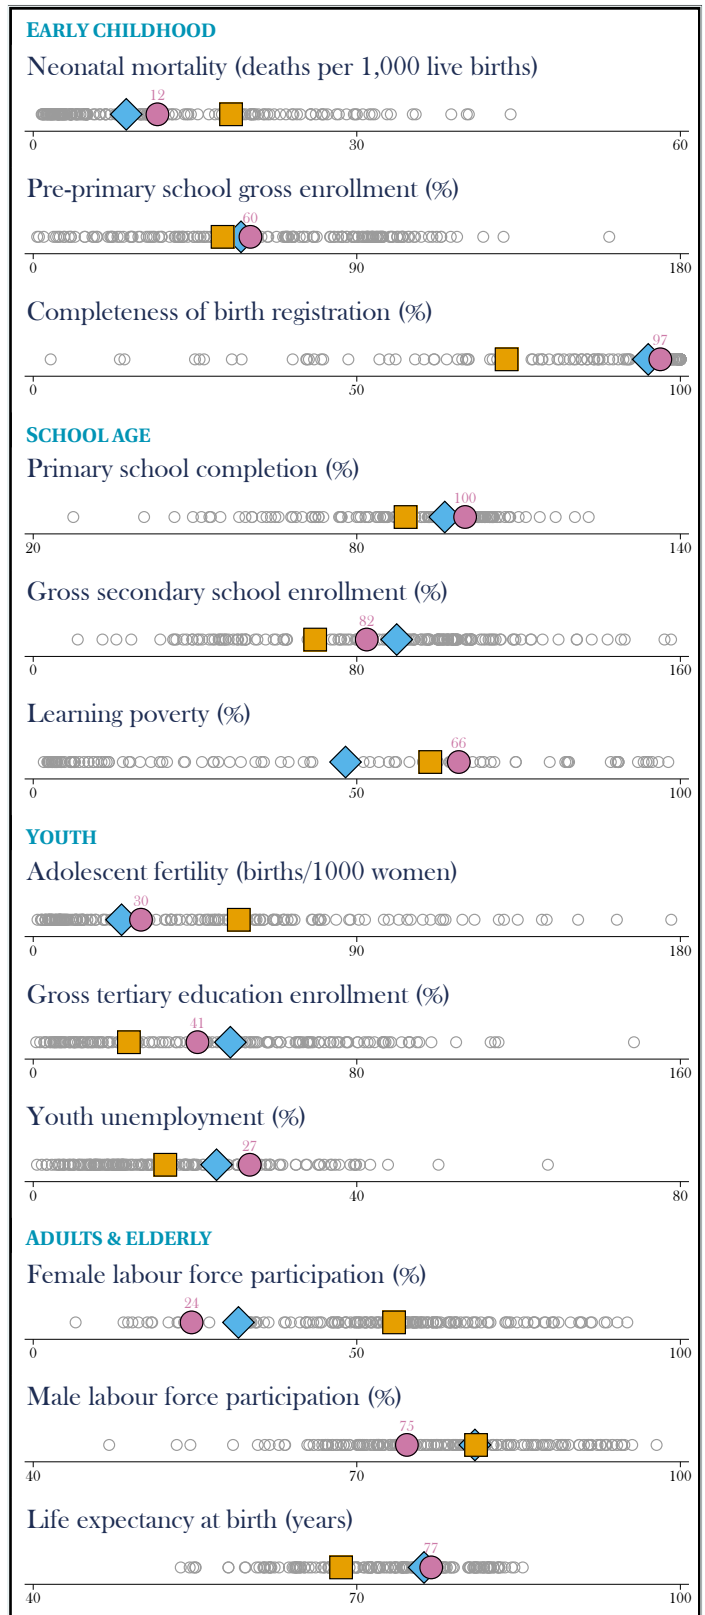 EARLY CHILDHOOD
Neonatal mortality (deaths per 1,000 live births)
12
0 30 60
Pre-primary school gross enrollment (%)
60
0 90 180
Completeness of birth registration (%)
97
0 50 100
SCHOOL AGE
Primary school completion (%)
100
20 80 140
Gross secondary school enrollment (%)
82
0 80 160
Learning poverty (%)
66
0 50 100
YOUTH
Adolescent fertility (births/1000 women)
30
0 90 180
Gross tertiary education enrollment (%)
41
0 80 160
Youth unemployment (%)
27
0 40 80
ADULTS & ELDERLY
Female labour force participation (%)
24
0 50 100
Male labour force participation (%)
75
40 70 100
Life expectancy at birth (years)
77
40 70 100